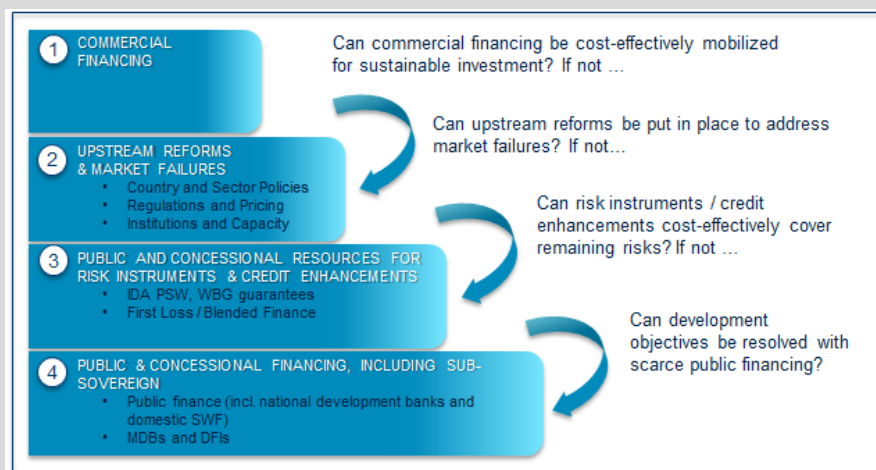 1 COMMERCIAL
FINANCING
Can commercial financing be cost-effectively mobilized
for sustainable investment? If not …
2 UPSTREAM REFORMS
& MARKET FAILURES
• Country and Sector Policies
• Regulations and Pricing
• Institutions and Capacity
Can upstream reforms be put in place to address
market failures? If not…
3 PUBLIC AND CONCESSIONAL RESOURCES FOR
RISK INSTRUMENTS & CREDIT ENHANCEMENTS
• IDA PSW, WBG guarantees
• First Loss / Blended Finance
Can risk instruments / credit
enhancements cost-effectively cover
remaining risks? If not …
4 PUBLIC & CONCESSIONAL FINANCING, INCLUDING SUB-
SOVEREIGN
• Public finance (incl. national development banks and
domestic SWF)
• MDBs and DFIs
Can development
objectives be resolved with
scarce public financing?